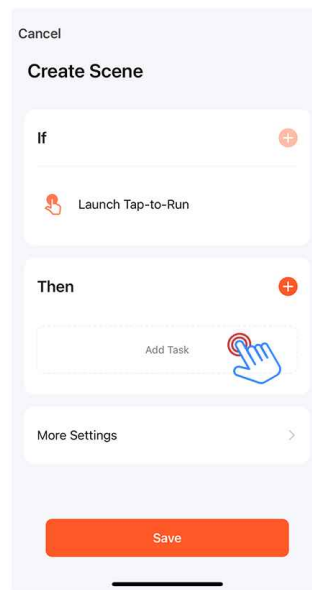 Cancel
Create Scene
If
Launch Tap-to-Run
Then
Add Task
More Settings
Save